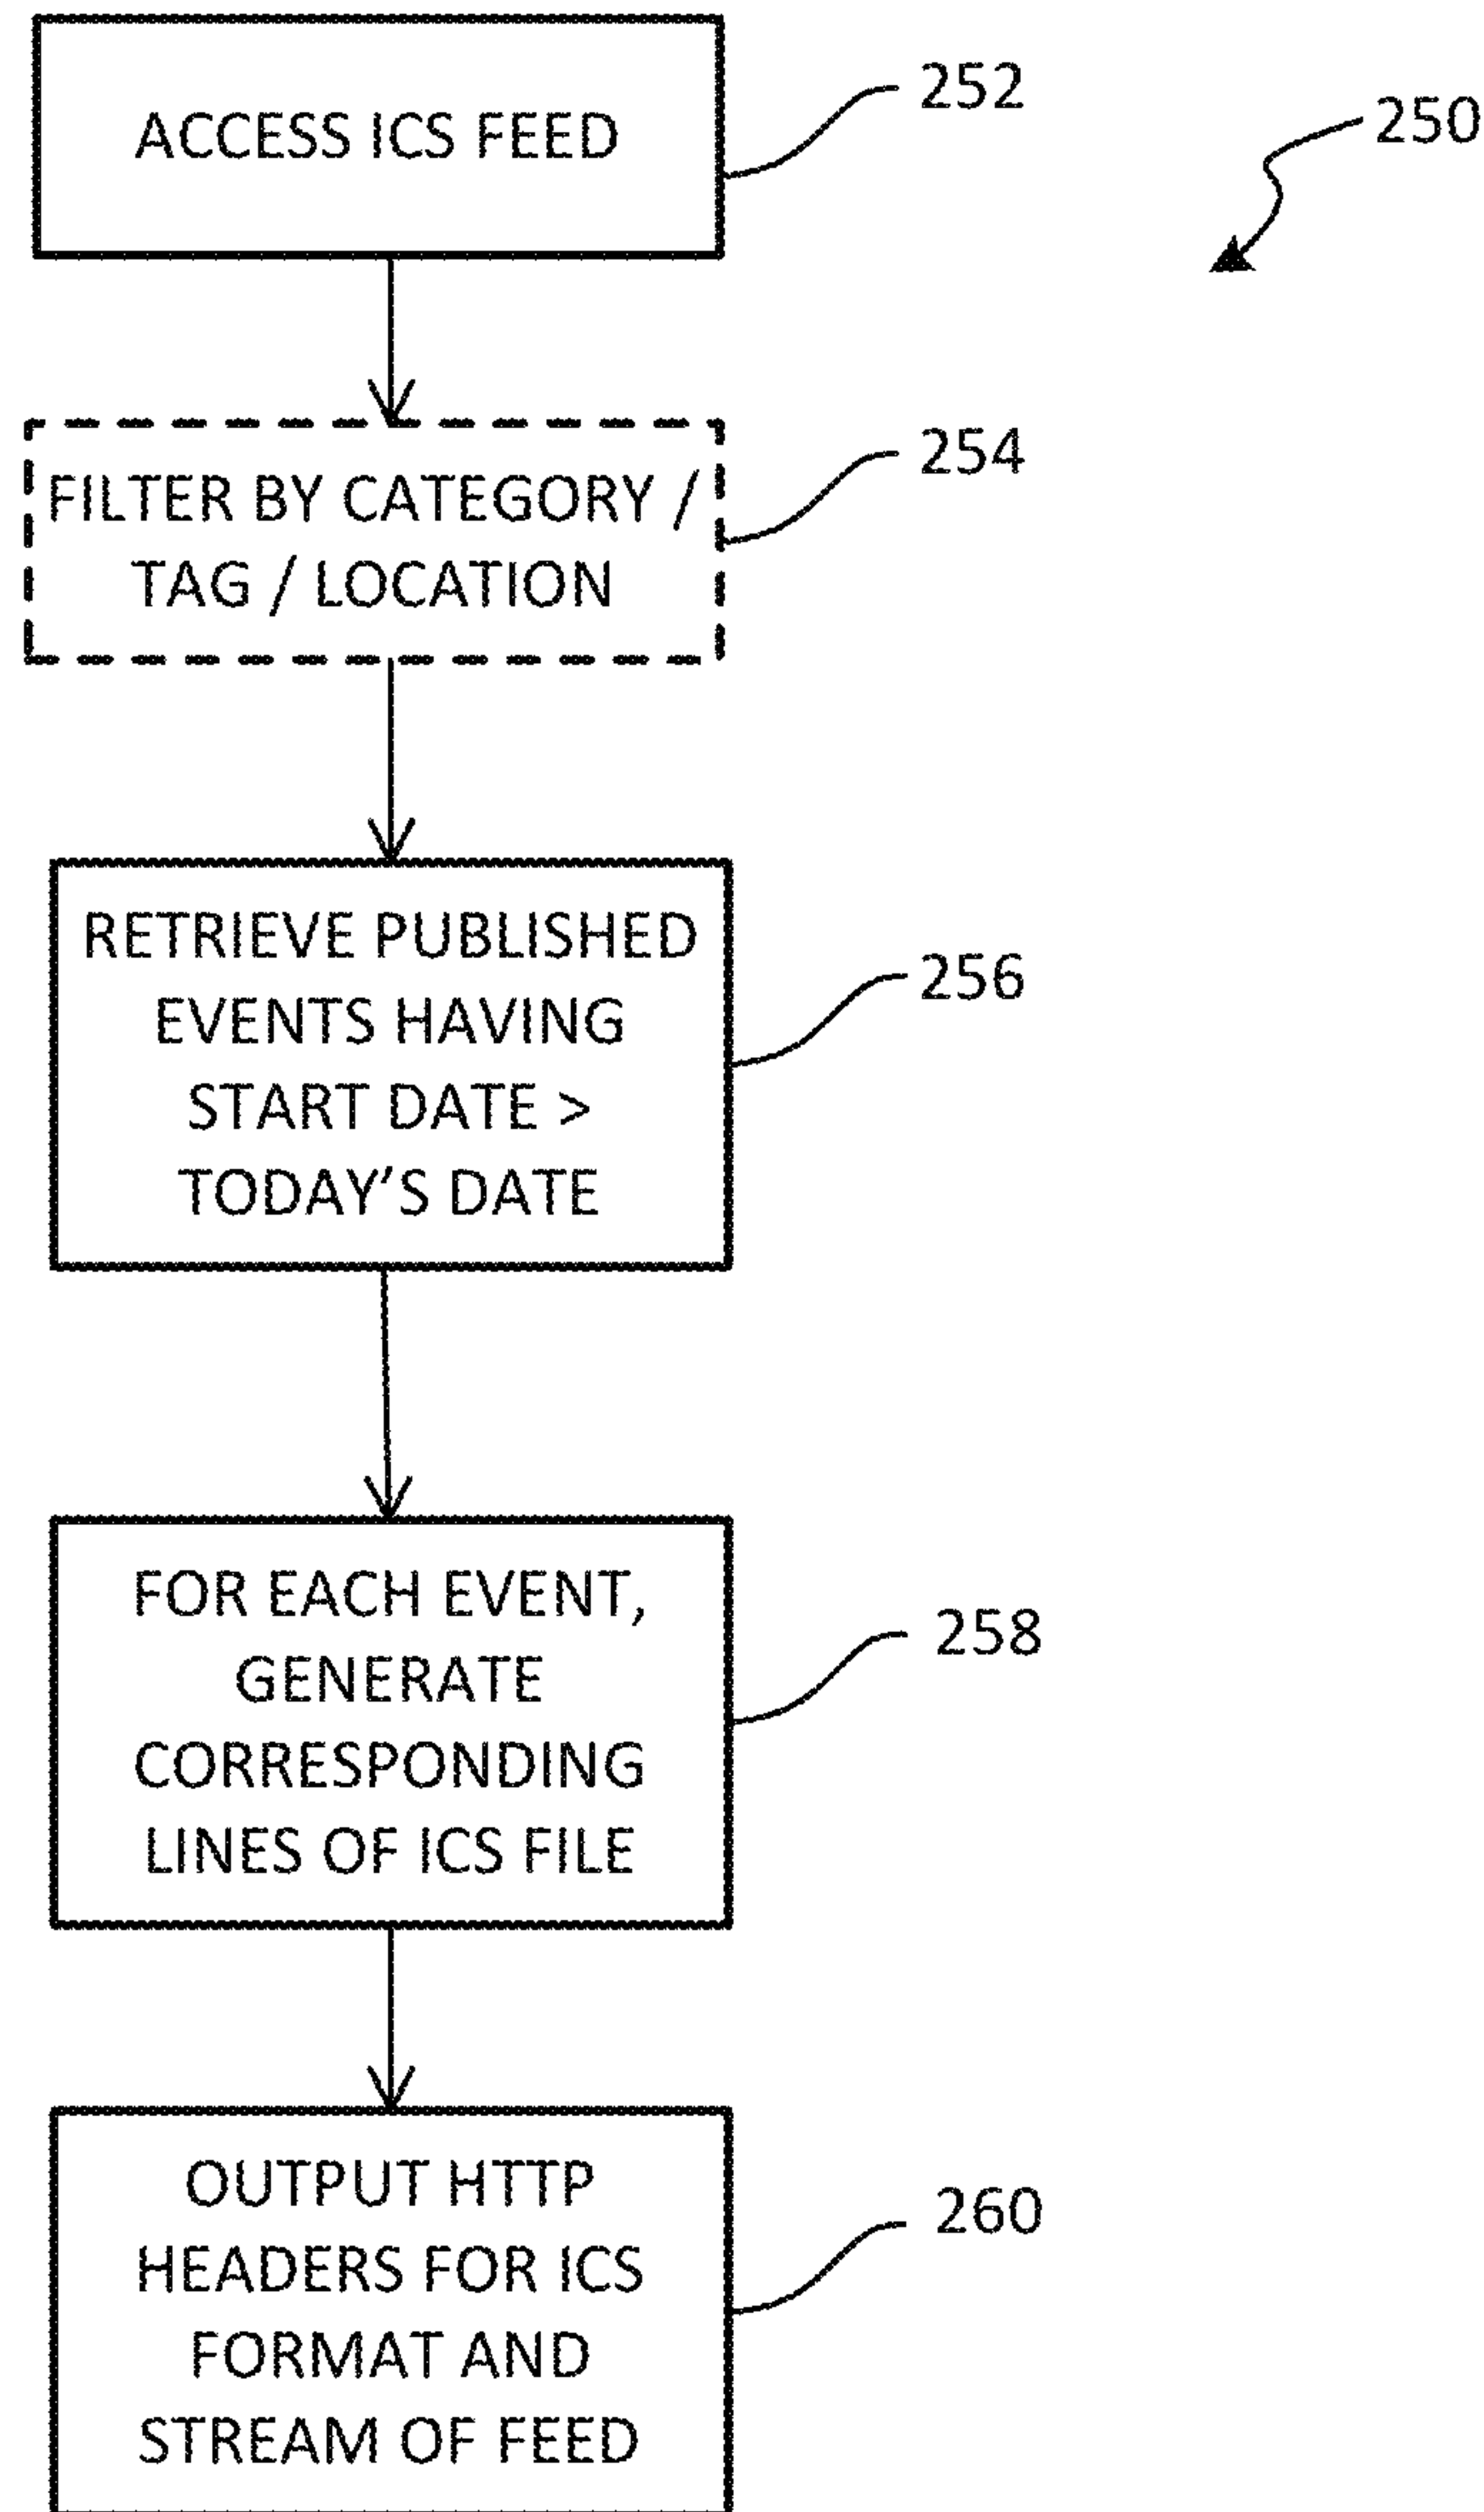 ACCESS ICS FEED
252
250
FILTER BY CATEGORY /
TAG / LOCATION
254
RETRIEVE PUBLISHED
EVENTS HAVING
START DATE >
TODAY’S DATE
256
FOR EACH EVENT,
GENERATE
CORRESPONDING
LINES OF ICS FILE
258
OUTPUT HTTP
HEADERS FOR ICS
FORMAT AND
STREAM OF FEED
260